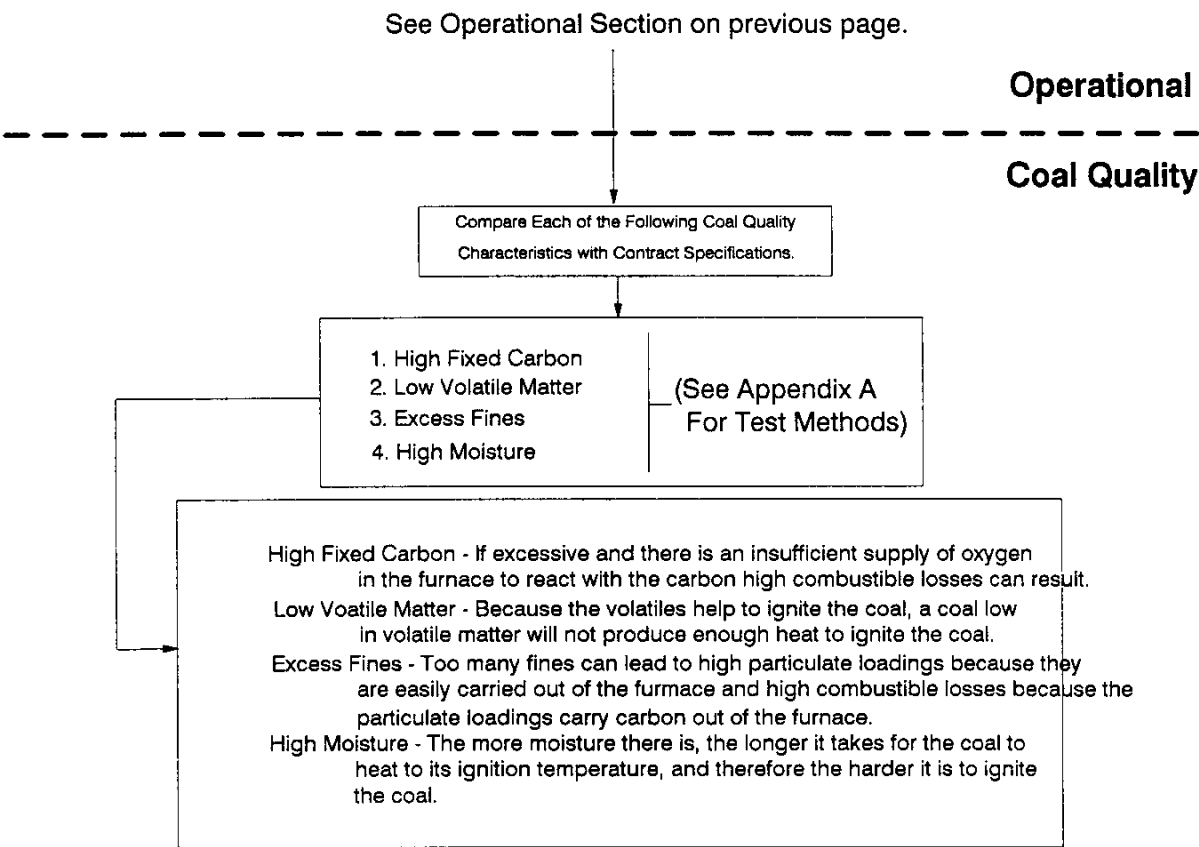 See Operational Section on previous page.
Operational
Coal Quality
Compare Each of the Following Coal Quality
Characteristics with Contract Specifications.
1. High Fixed Carbon
2. Low Volatile Matter
3. Excess Fines
4. High Moisture
(See Appendix A
For Test Methods)
High Fixed Carbon - If excessive and there is an insufficient supply of oxygen
in the furnace to react with the carbon high combustible losses can result.
Low Voatile Matter - Because the volatiles help to ignite the coal, a coal low
in volatile matter will not produce enough heat to ignite the coal.
Excess Fines - Too many fines can lead to high particulate loadings because they
are easily carried out of the furmace and high combustible losses because the
particulate loadings carry carbon out of the furnace.
High Moisture - The more moisture there is, the longer it takes for the coal to
heat to its ignition temperature, and therefore the harder it is to ignite
the coal.